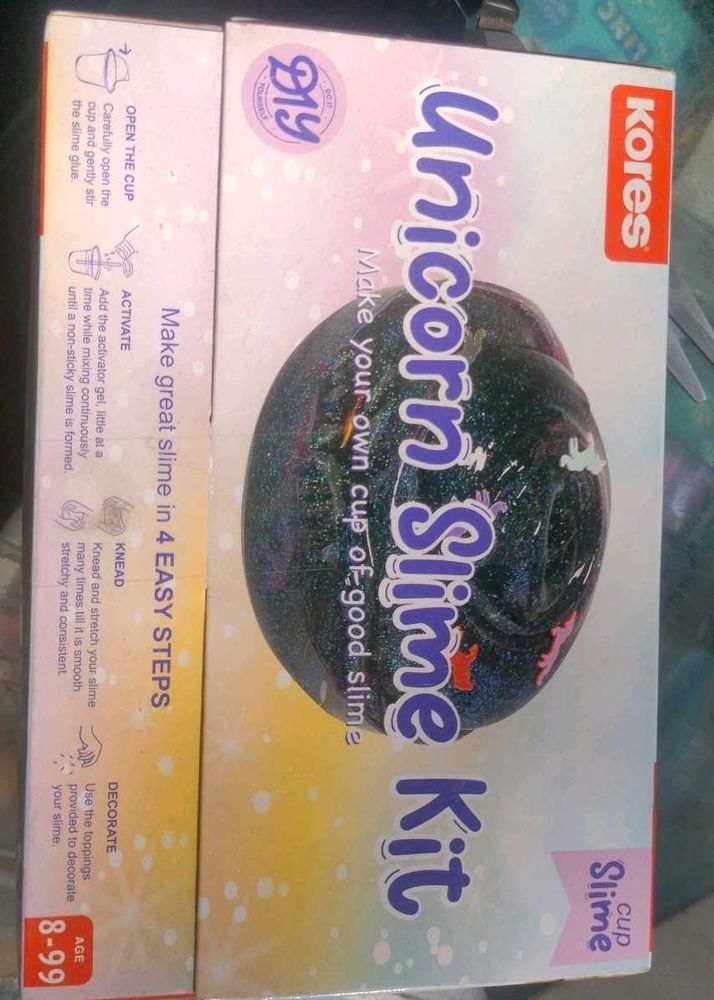 Kores
cup
Slime
Unicorn Slime Kit
Make your own cup of good slime
DO IT
DIY
YOURSELF
Make great slime in 4 EASY STEPS
OPEN THE CUP
Carefully open the
cup and gently stir
the slime glue.
ACTIVATE
Add the activator gel, little at a
time while mixing continuously
until a non-sticky slime is formed.
KNEAD
Knead and stretch your slime
many times till it is smooth
stretchy and consistent.
DECORATE
Use the toppings
provided to decorate
your slime.
AGE
8-99